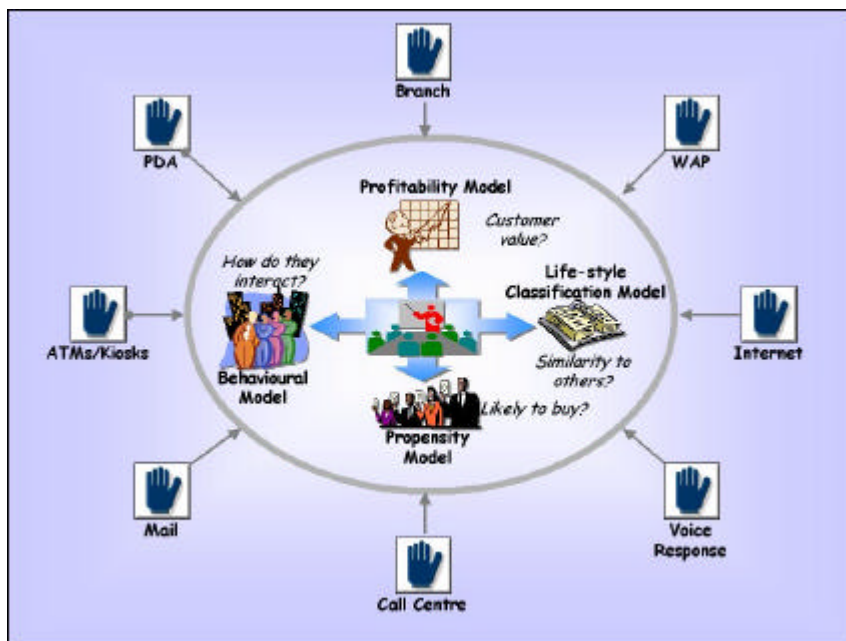 Branch
PDA
WAP
Profitability Model
Customer
value?
How do they
interact?
Life-style
Classification Model
ATMs/Kiosks
Internet
Behavioural
Model
Similarity to
others?
Likely to buy?
Propensity
Model
Mail
Voice
Response
Call Centre